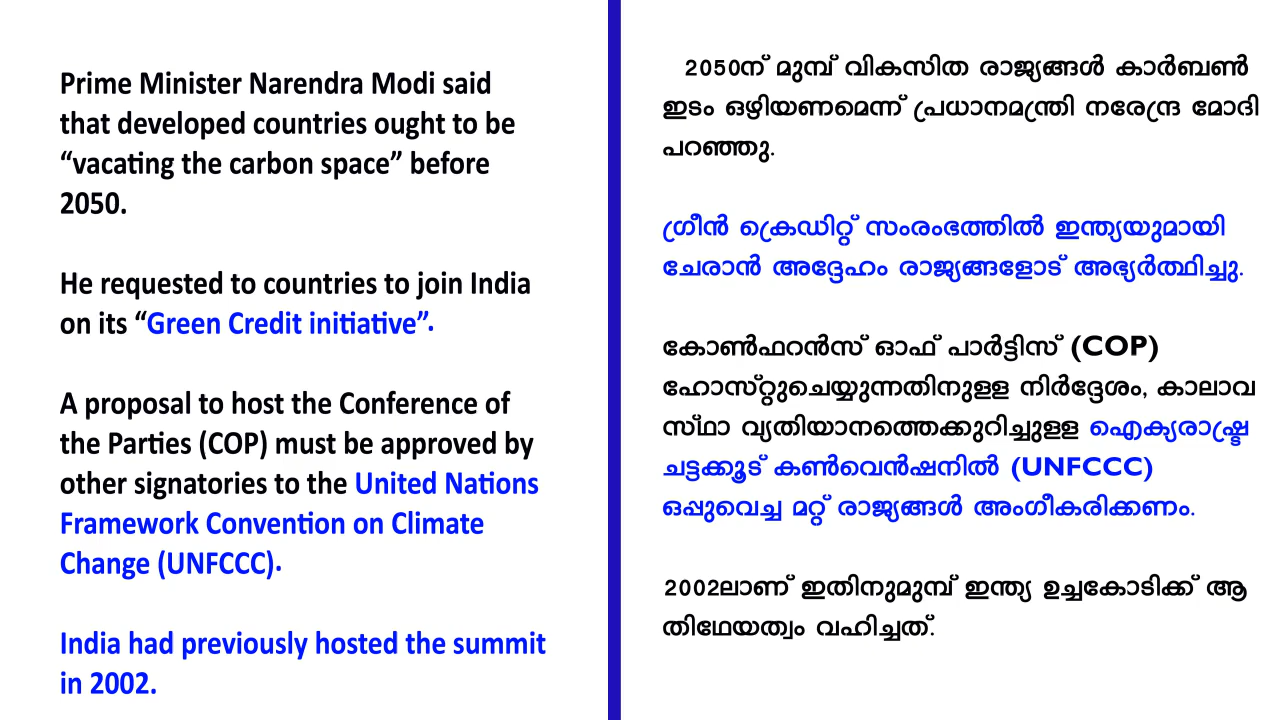 Prime Minister Narendra Modi said
that developed countries ought to be
“vacating the carbon space” before
2050.
He requested to countries to join India
on its “Green Credit initiative”.
A proposal to host the Conference of
the Parties (COP) must be approved by
other signatories to the United Nations
Framework Convention on Climate
Change (UNFCCC).
India had previously hosted the summit
in 2002.
2050ന് മുമ്പ് വികസിത രാജ്യങ്ങൾ കാർബൺ
ഇടം ഒഴിയണമെന്ന് പ്രധാനമന്ത്രി നരേന്ദ്ര മോദി
പറഞ്ഞു.
ഗ്രീൻ ക്രെഡിറ്റ് സംരംഭത്തിൽ ഇന്ത്യയുമായി
ചേരാൻ അദ്ദേഹം രാജ്യങ്ങളോട് അഭ്യർത്ഥിച്ചു.
കോൺഫറൻസ് ഓഫ് പാർട്ടിസ് (COP)
ഹോസ്റ്റുചെയ്യുന്നതിനുളള നിർദ്ദേശം, കാലാവ
സ്ഥാ വ്യതിയാനത്തെക്കുറിച്ചുളള ഐക്യരാഷ്ട്ര
ചട്ടക്കൂട് കൺവെൻഷനിൽ (UNFCCC)
ഒപ്പുവെച്ച മറ്റ് രാജ്യങ്ങൾ അംഗീകരിക്കണം.
2002ലാണ് ഇതിനുമുമ്പ് ഇന്ത്യ ഉച്ചകോടിക്ക് ആ
തിഥേയത്വം വഹിച്ചത്.